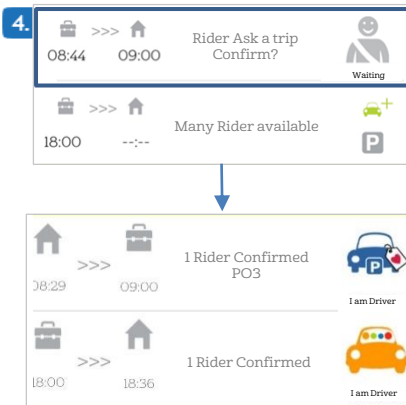 4.
>>>
08:44 09:00
Rider Ask a trip
Confirm?
Waiting
>>>
18:00 --:--
Many Rider available
P
>>>
08:29 09:00
1 Rider Confirmed
PO3
P
I am Driver
>>>
18:00 18:36
1 Rider Confirmed
I am Driver